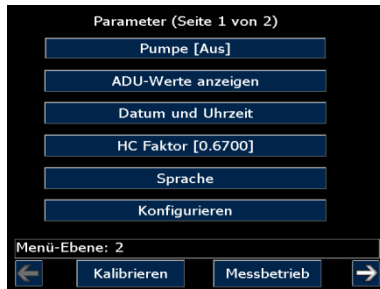 Parameter (Seite 1 von 2)
Pumpe [Aus]
ADU-Werte anzeigen
Datum und Uhrzeit
HC Faktor [0.6700]
Sprache
Konfigurieren
Menü-Ebene: 2
Kalibrieren
Messbetrieb